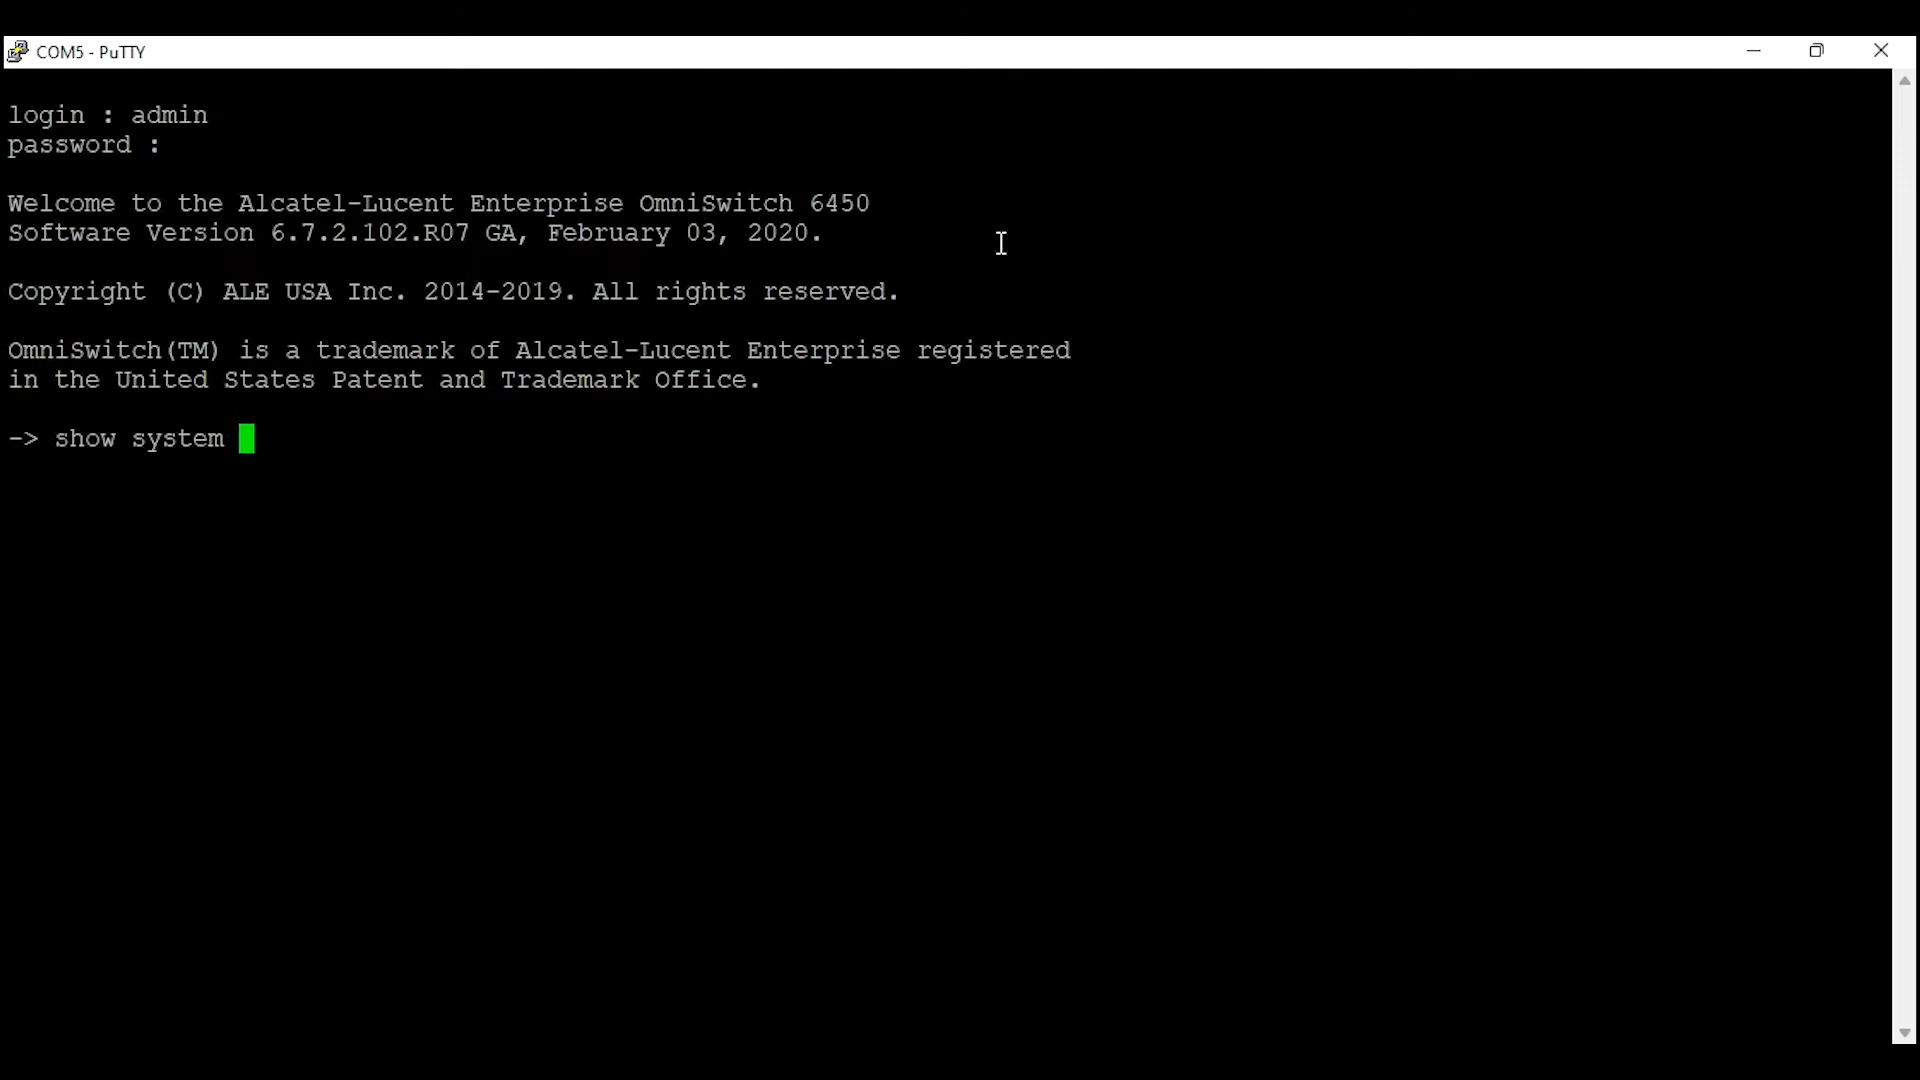 COM5 - PuTTY
login : admin
password :
Welcome to the Alcatel-Lucent Enterprise OmniSwitch 6450
Software Version 6.7.2.102.R07 GA, February 03, 2020.
Copyright (C) ALE USA Inc. 2014-2019. All rights reserved.
OmniSwitch(TM) is a trademark of Alcatel-Lucent Enterprise registered
in the United States Patent and Trademark Office.
-> show system